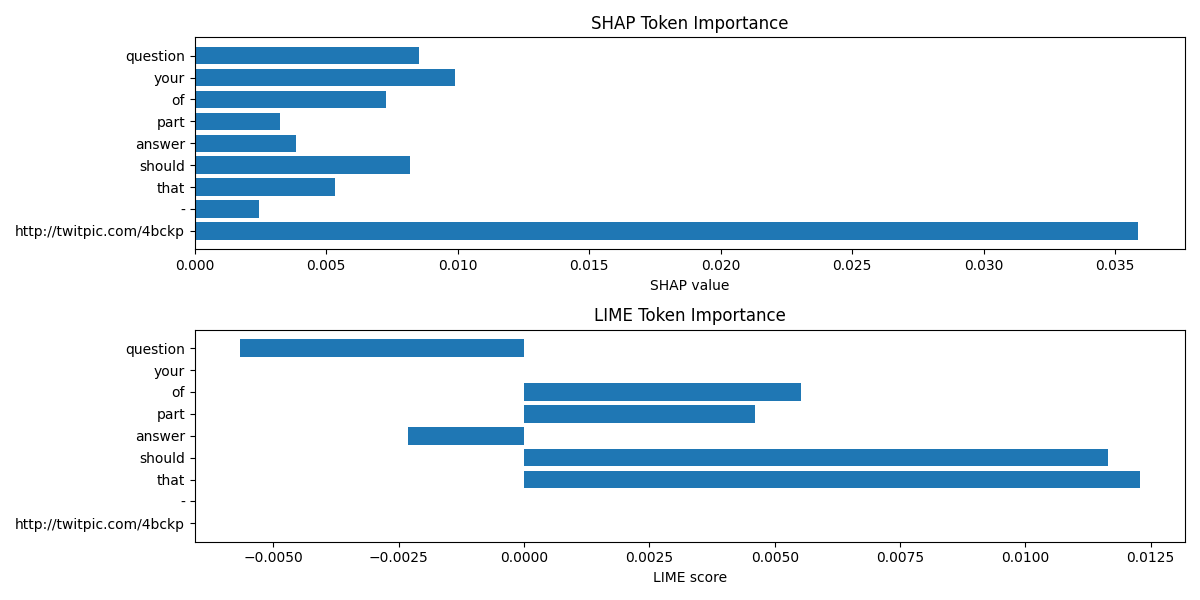 SHAP Token Importance
question
your
of
part
answer
should
that
-
http://twitpic.com/4bckp
0.000 0.005 0.010 0.015 0.020 0.025 0.030 0.035
SHAP value
LIME Token Importance
question
your
of
part
answer
should
that
-
http://twitpic.com/4bckp
−0.0050 −0.0025 0.0000 0.0025 0.0050 0.0075 0.0100 0.0125
LIME score